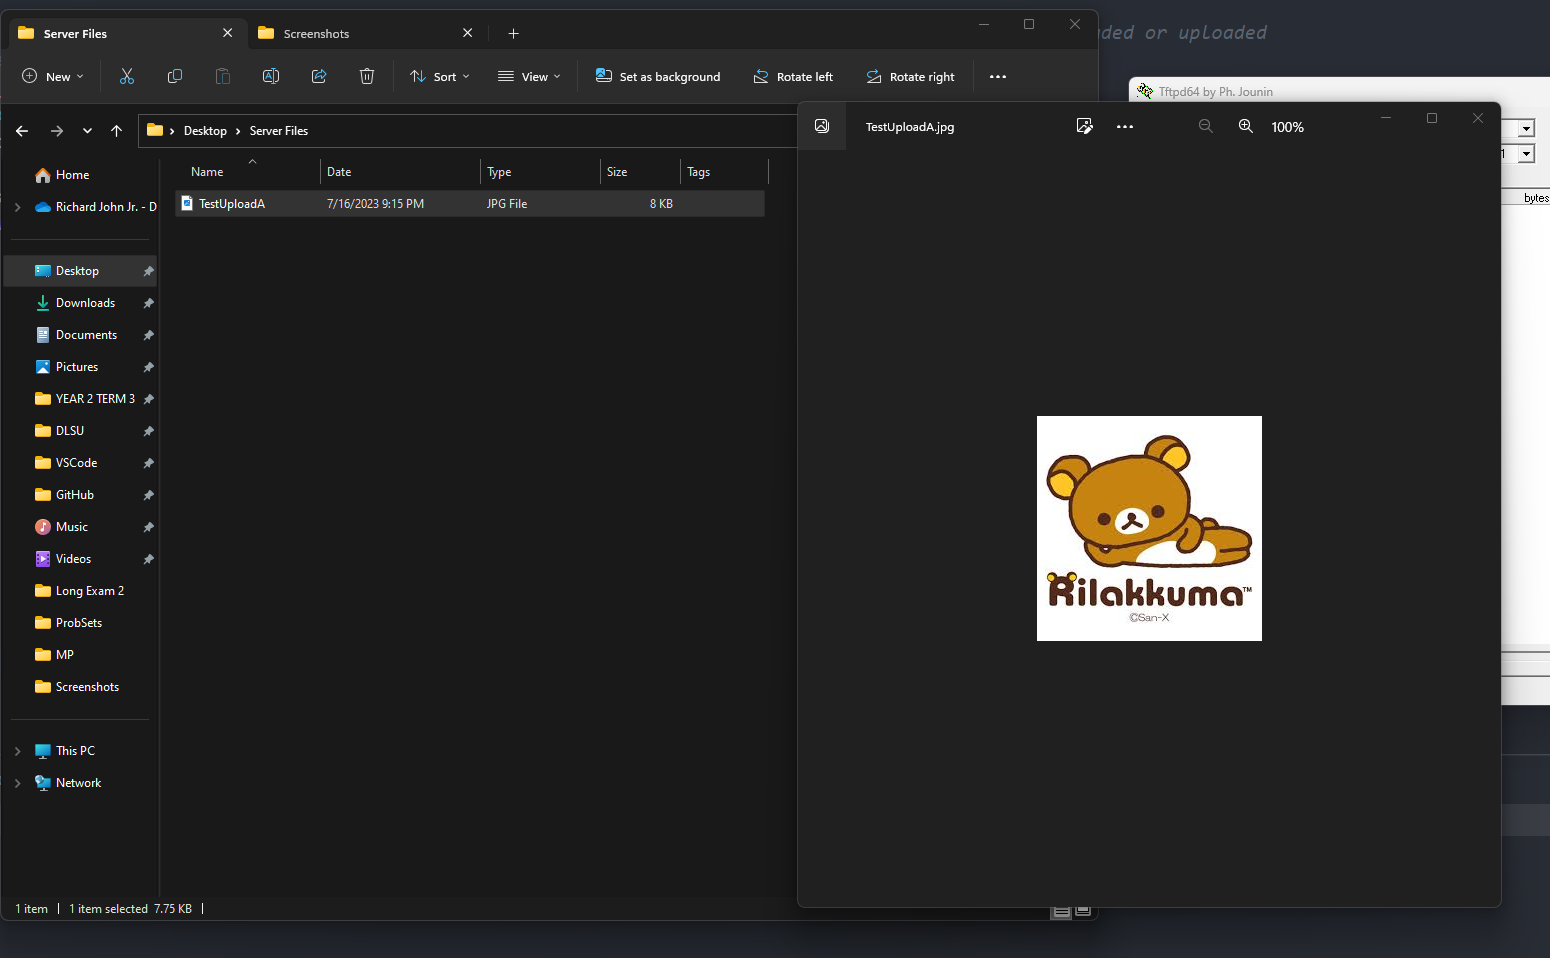 Server Files
Screenshots
ded or uploaded
New
Sort
View
Set as background
Rotate left
Rotate right
Tftpd64 by Ph. Jounin
Desktop
Server Files
TestUploadA.jpg
100%
1
Name
Date
Type
Size
Tags
Home
TestUploadA
7/16/2023 9:15 PM
JPG File
8 KB
bytes
Richard John Jr. - D
Desktop
Downloads
Documents
Pictures
YEAR 2 TERM 3
DLSU
VSCode
GitHub
Music
Videos
Long Exam 2
ProbSets
MP
Screenshots
This PC
Network
Rilakkuma™
©San-X
1 item
1 item selected 7.75 KB